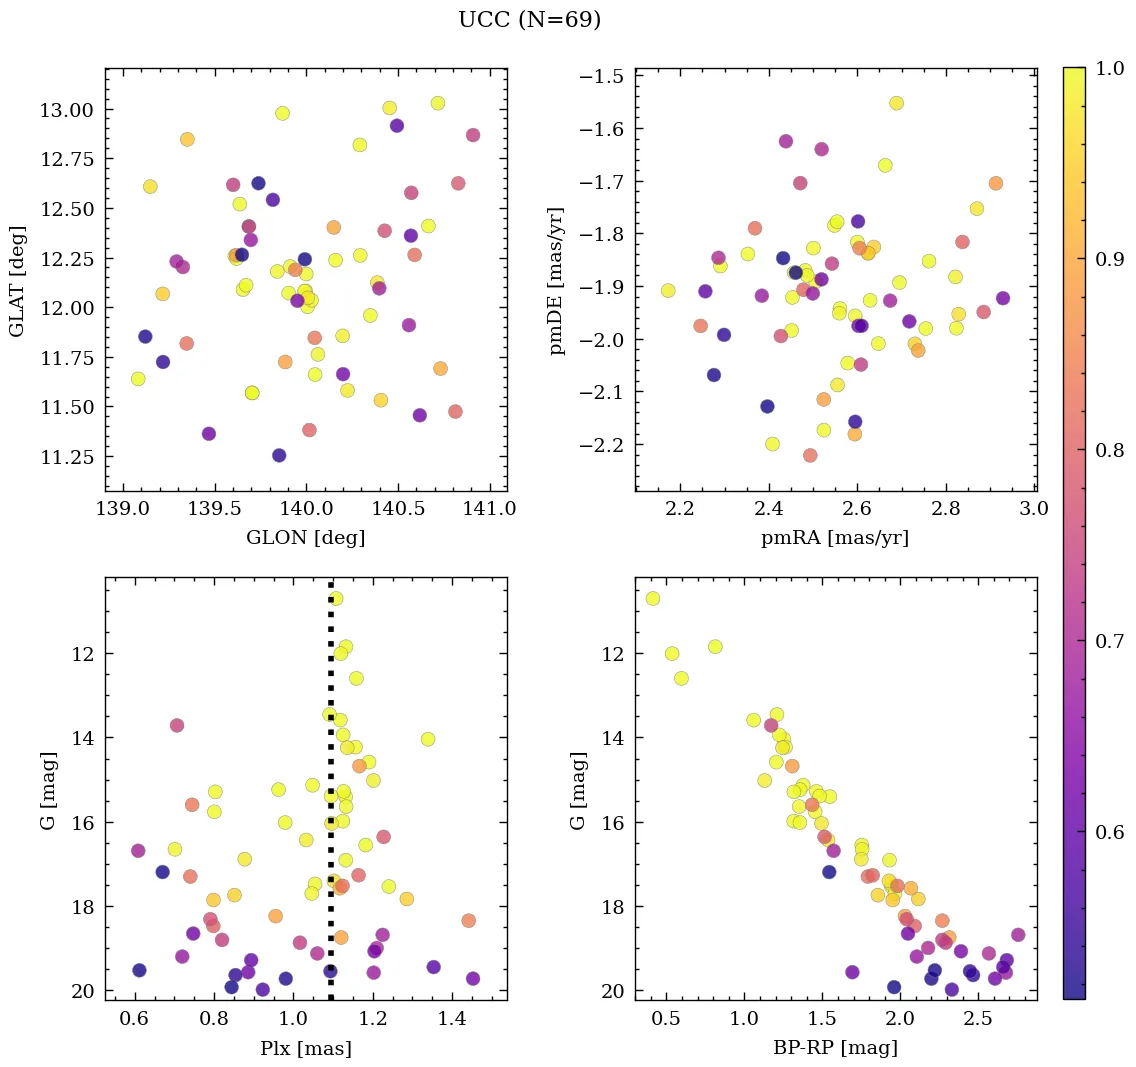 UCC (N=69)
13.00
12.75
12.50
12.25
12.00
11.75
11.50
11.25
GLAT [deg]
139.0 139.5 140.0 140.5 141.0
GLON [deg]
−1.5
−1.6
−1.7
−1.8
−1.9
−2.0
−2.1
−2.2
pmDE [mas/yr]
2.2 2.4 2.6 2.8 3.0
pmRA [mas/yr]
12
14
16
18
20
G [mag]
0.6 0.8 1.0 1.2 1.4
Plx [mas]
12
14
16
18
20
G [mag]
0.5 1.0 1.5 2.0 2.5
BP-RP [mag]
1.0
0.9
0.8
0.7
0.6